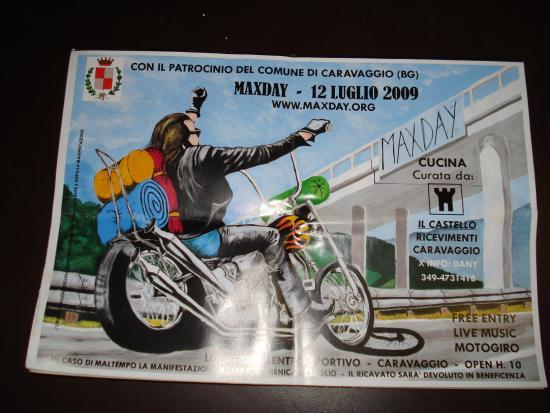 CON IL PATROCINIO DEL COMUNE DI CARAVAGGIO (BG)
MAXDAY - 12 LUGLIO 2009
WWW.MAXDAY.ORG
MAXDAY
CUCINA
Curata da:
IL CASTELLO
RICEVIMENTI
CARAVAGGIO
X INFO: DANY
349-4731418
FREE ENTRY
LIVE MUSIC
MOTOGIRO
SPORTIVO - CARAVAGGIO - OPEN H. 10
IN CASO DI MALTEMPO LA MANIFESTAZIONE - IL RICAVATO SARA' DEVOLUTO IN BENEFICENZA